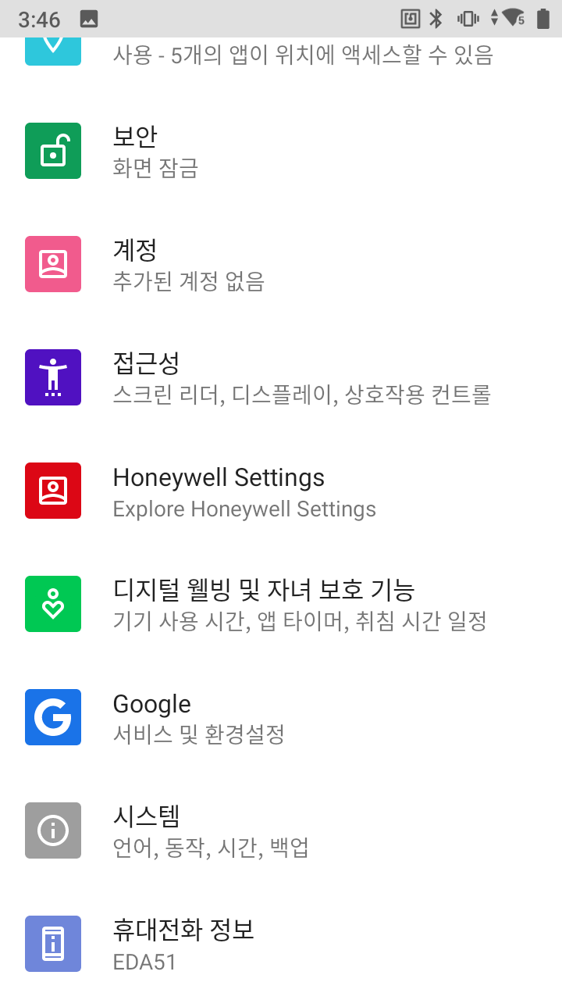 3:46
5
사용 - 5개의 앱이 위치에 액세스할 수 있음
보안
화면 잠금
계정
추가된 계정 없음
접근성
스크린 리더, 디스플레이, 상호작용 컨트롤
Honeywell Settings
Explore Honeywell Settings
디지털 웰빙 및 자녀 보호 기능
기기 사용 시간, 앱 타이머, 취침 시간 일정
Google
서비스 및 환경설정
시스템
언어, 동작, 시간, 백업
휴대전화 정보
EDA51